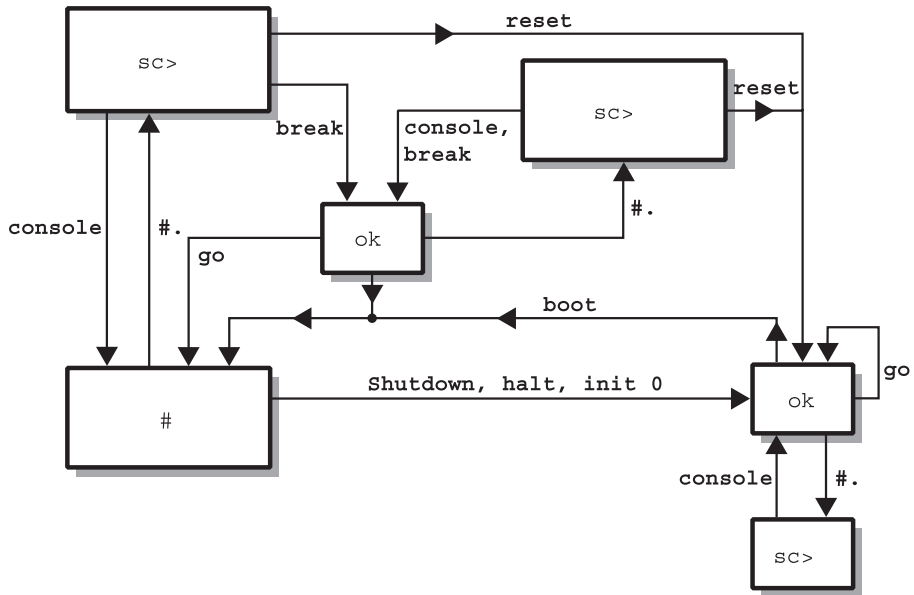 reset
sc>
reset
sc>
break
console,
break
#.
console
#.
ok
go
boot
Shutdown, halt, init 0
go
ok
#
console
#.
sc>